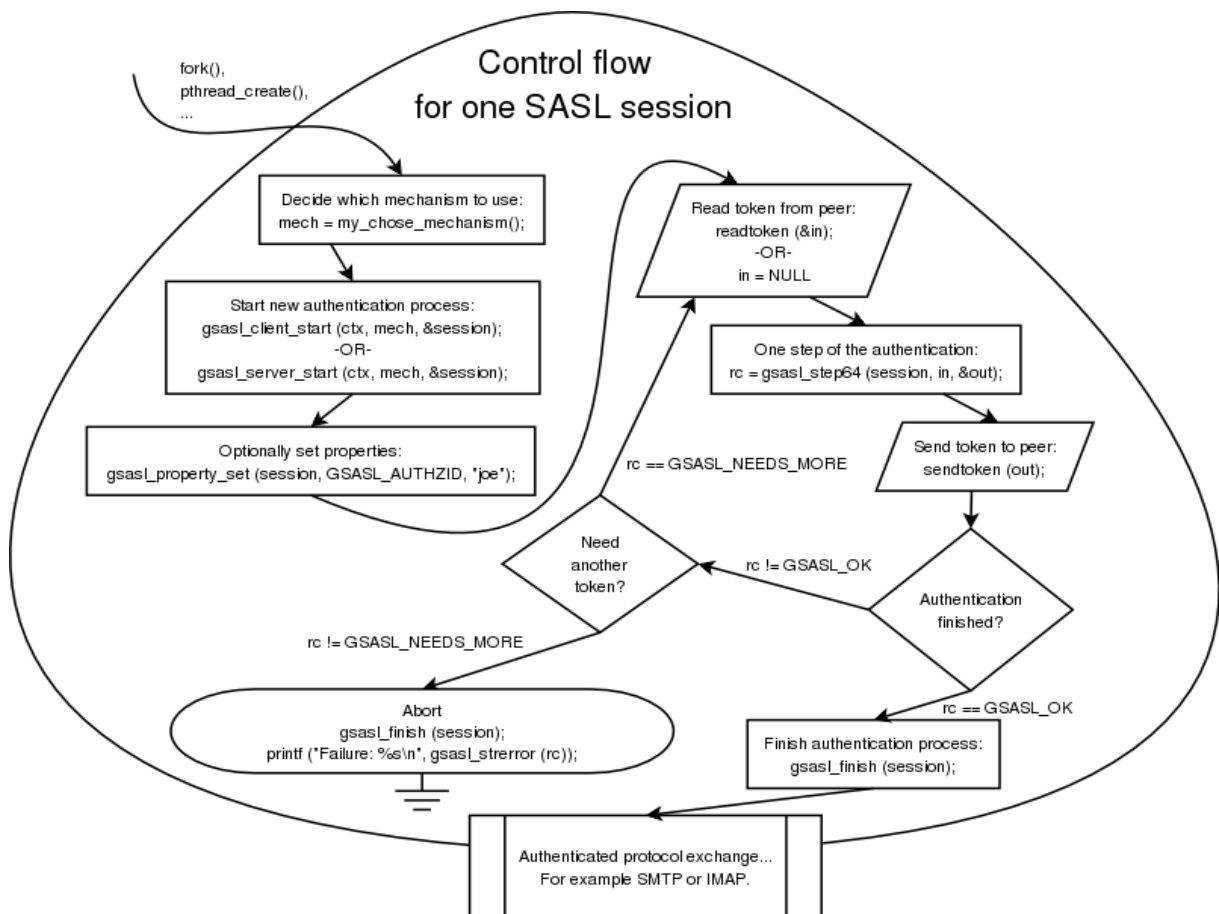 Control flow
for one SASL session
fork(),
pthread_create(),
...
Decide which mechanism to use:
mech = my_chose_mechanism();
Start new authentication process:
gsasl_client_start (ctx, mech, &session);
-OR-
gsasl_server_start (ctx, mech, &session);
Optionally set properties:
gsasl_property_set (session, GSASL_AUTHZID, "joe");
Read token from peer:
readtoken (&in);
-OR-
in = NULL
One step of the authentication:
rc = gsasl_step64 (session, in, &out);
Send token to peer:
sendtoken (out);
Authentication
finished?
rc != GSASL_OK
Need
another
token?
rc == GSASL_NEEDS_MORE
rc != GSASL_NEEDS_MORE
Abort
gsasl_finish (session);
printf ("Failure: %s\n", gsasl_strerror (rc));
rc == GSASL_OK
Finish authentication process:
gsasl_finish (session);
Authenticated protocol exchange...
For example SMTP or IMAP.